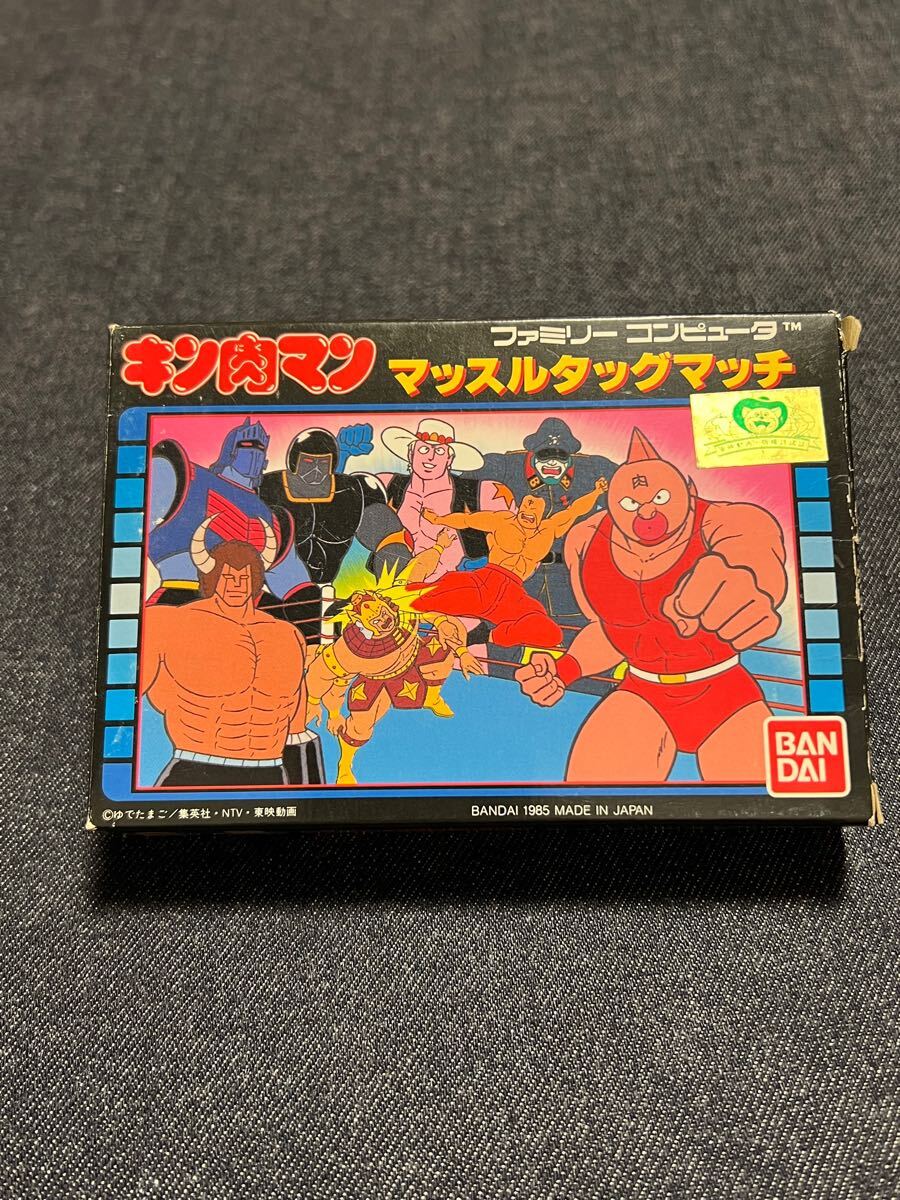 ファミリー コンピュータ™
キン肉マン
マッスルタッグマッチ
肉
B
BAN
DAI
©ゆでたまご/集英社・NTV・東映動画
BANDAI 1985 MADE IN JAPAN